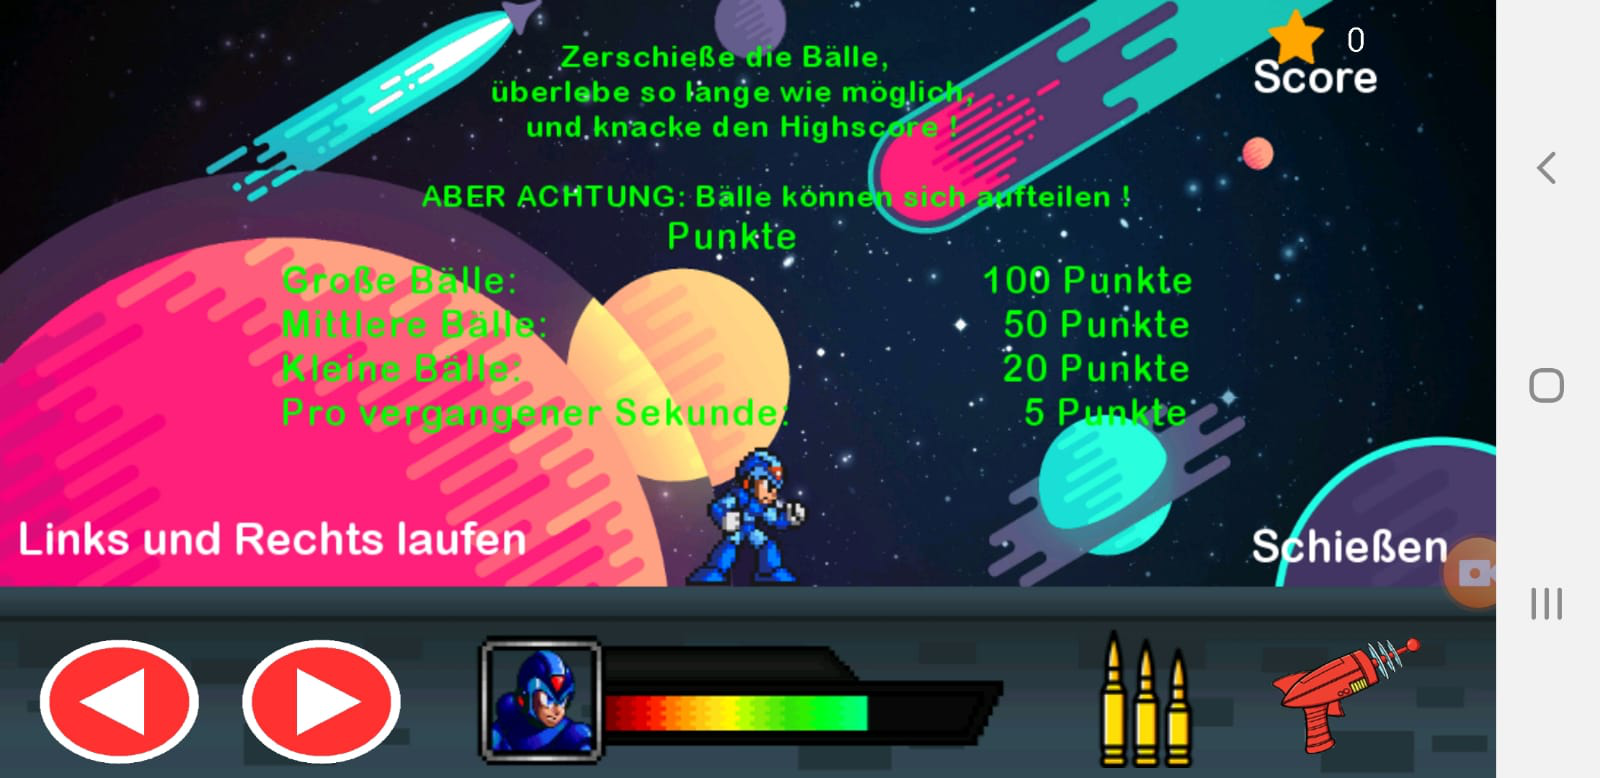 Zerschieße die Bälle,
überlebe so lange wie möglich,
und knacke den Highscore !
0
Score
ABER ACHTUNG: Bälle können sich aufteilen !
Punkte
Große Bälle: 100 Punkte
Mittlere Bälle: 50 Punkte
Kleine Bälle: 20 Punkte
Pro vergangener Sekunde: 5 Punkte
Links und Rechts laufen
Schießen